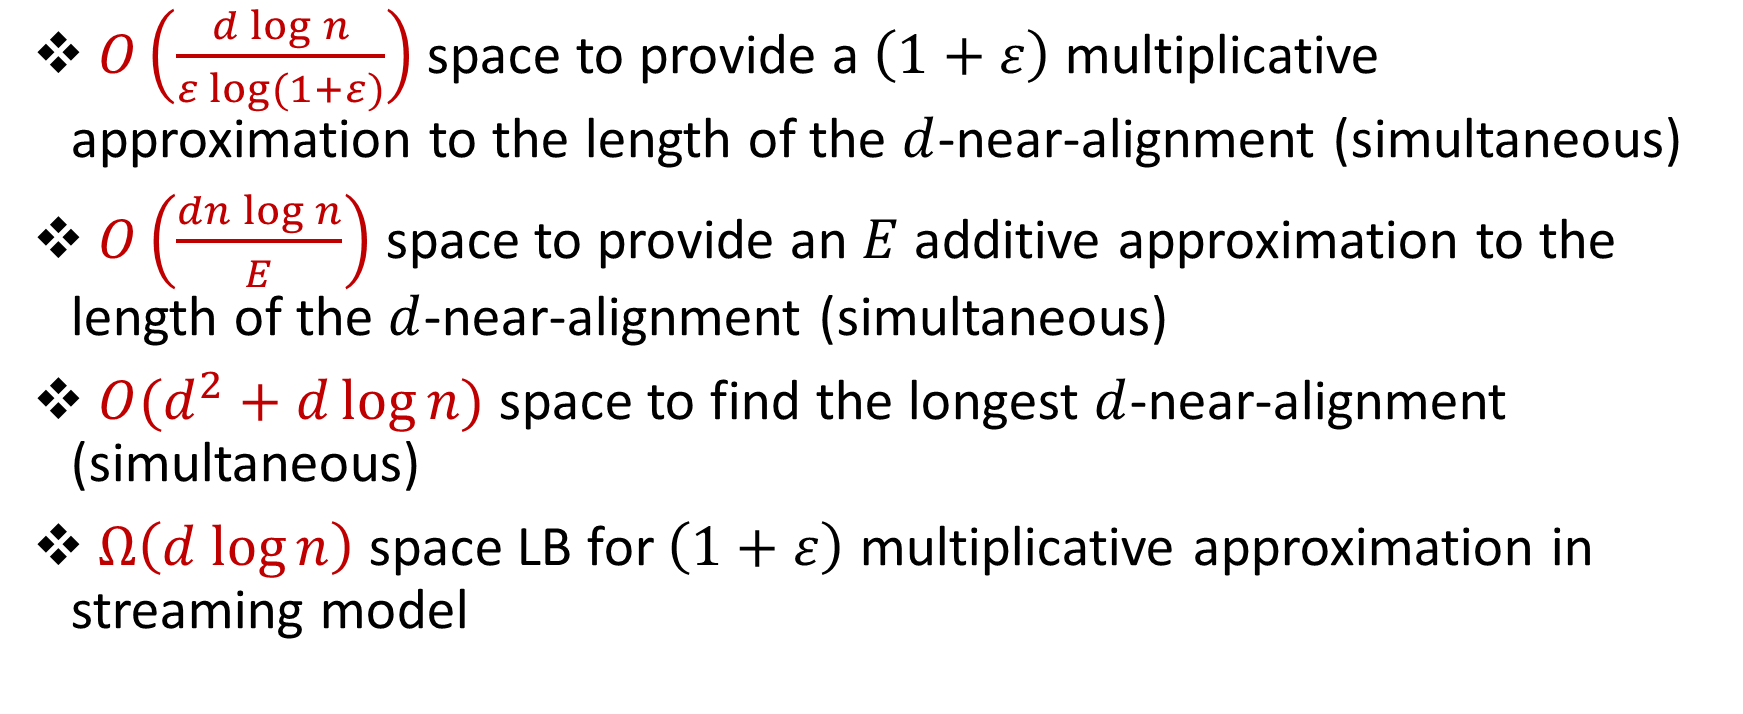 ❖ O(d log n / ε log(1+ε)) space to provide a (1 + ε) multiplicative
approximation to the length of the d-near-alignment (simultaneous)
❖ O(dn log n / E) space to provide an E additive approximation to the
length of the d-near-alignment (simultaneous)
❖ O(d² + d log n) space to find the longest d-near-alignment
(simultaneous)
❖ Ω(d log n) space LB for (1 + ε) multiplicative approximation in
streaming model